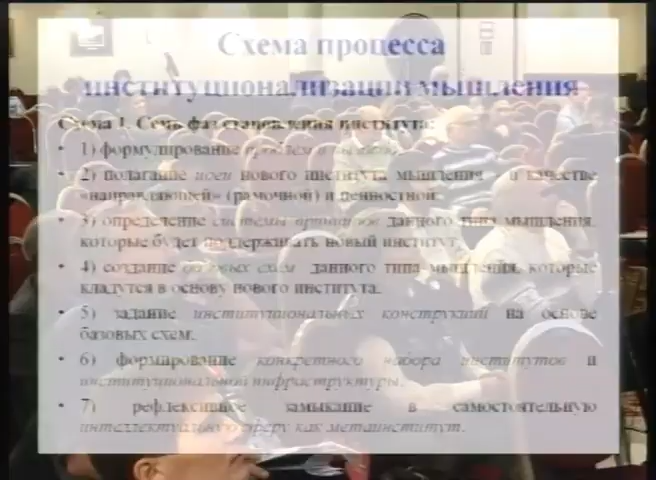 Схема процесса
институционализации мышления
Схема 1. Семь фаз становления института:
• 1) формулирование
• 2) полагание идеи нового института мышления - в качестве
«направляющей» (рамочной) и ценностной.
• 3) определение системы принципов данного типа мышления,
которые будет поддерживать новый институт.
• 4) создание базовых схем данного типа мышления, которые
кладутся в основу нового института.
• 5) задание институциональных конструкций на основе
базовых схем.
• 6) формирование конкретного набора институтов и
институциональной инфраструктуры.
• 7) рефлексивное замыкание в самостоятельную
интеллектуальную сферу как метаинститут.